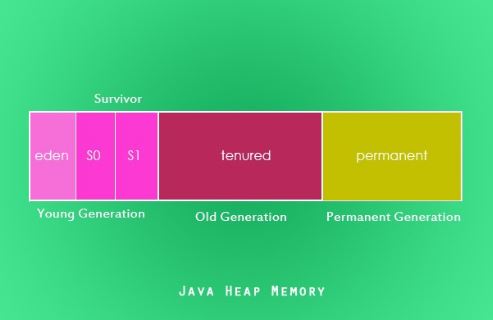 Survivor
eden S0 S1 tenured permanent
Young Generation Old Generation Permanent Generation
Java Heap Memory